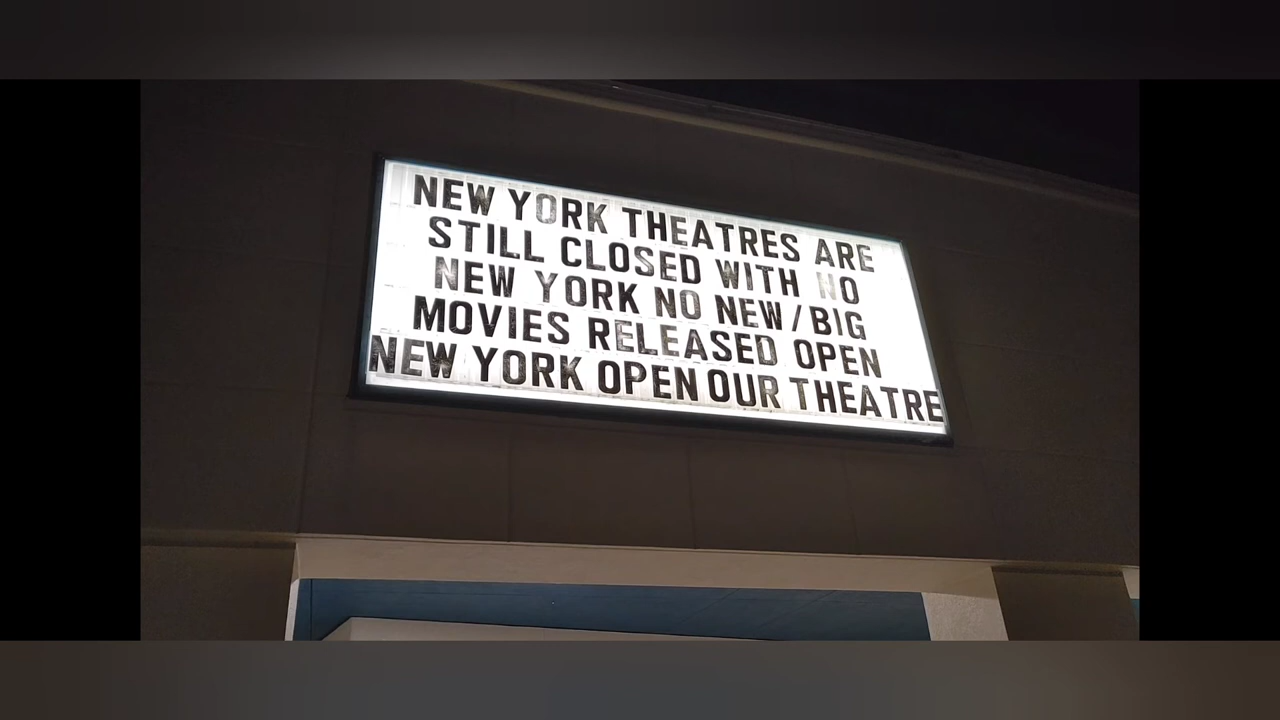 NEW YORK THEATRES ARE
STILL CLOSED WITH NO
NEW YORK NO NEW/BIG
MOVIES RELEASED OPEN
NEW YORK OPEN OUR THEATRE